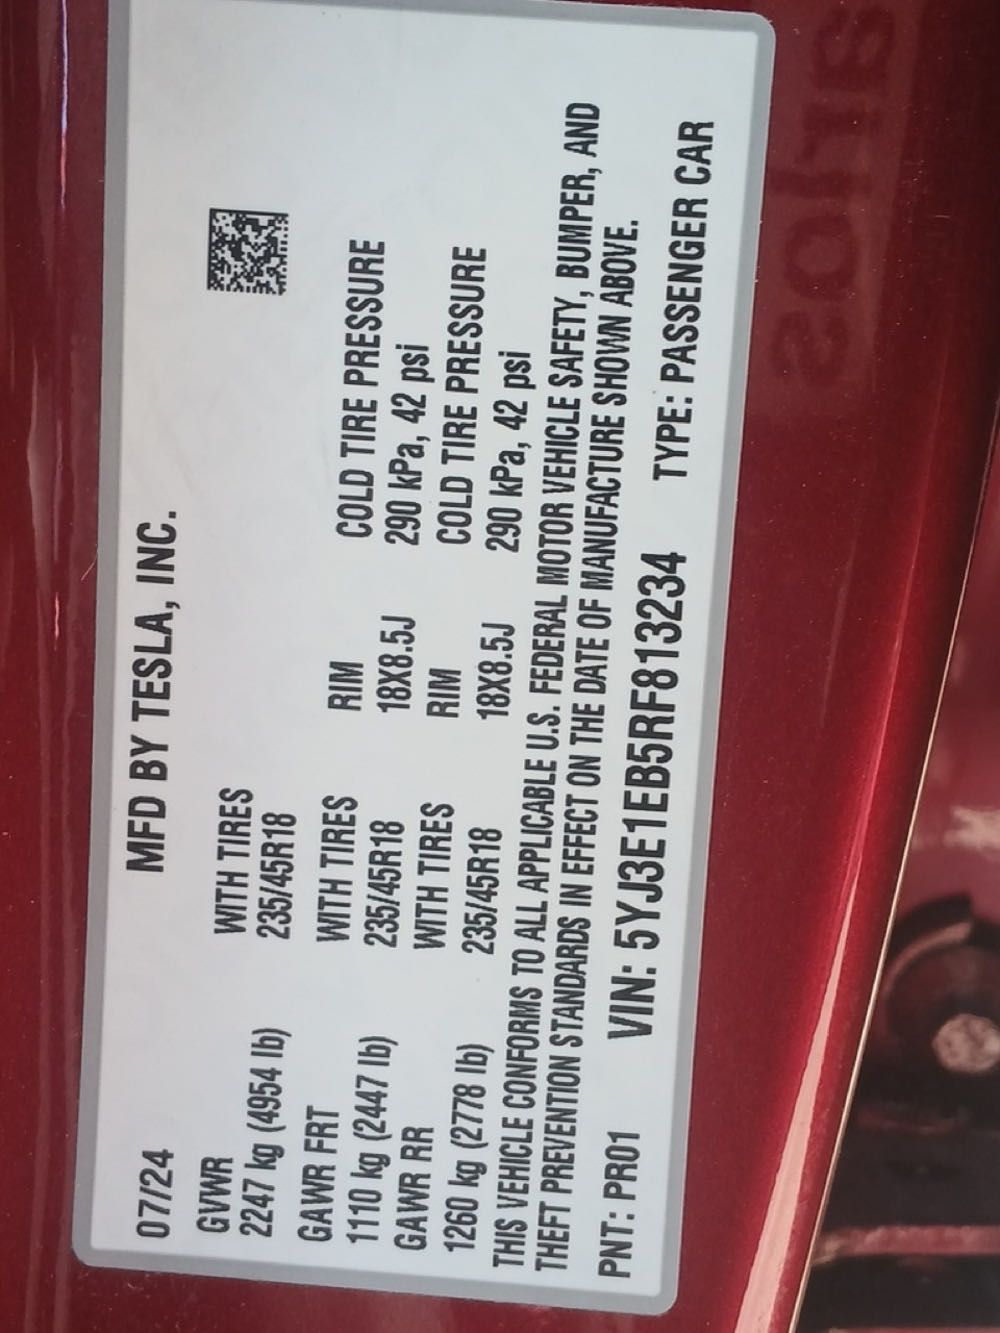 MFD BY TESLA, INC.
07/24
GVWR WITH TIRES
2247 kg (4954 lb) 235/45R18
GAWR FRT WITH TIRES RIM COLD TIRE PRESSURE
1110 kg (2447 lb) 235/45R18 18X8.5J 290 kPa, 42 psi
GAWR RR WITH TIRES RIM COLD TIRE PRESSURE
1260 kg (2778 lb) 235/45R18 18X8.5J 290 kPa, 42 psi
THIS VEHICLE CONFORMS TO ALL APPLICABLE U.S. FEDERAL MOTOR VEHICLE SAFETY, BUMPER, AND
THEFT PREVENTION STANDARDS IN EFFECT ON THE DATE OF MANUFACTURE SHOWN ABOVE.
PNT: PR01 VIN: 5YJ3E1EB5RF813234 TYPE: PASSENGER CAR